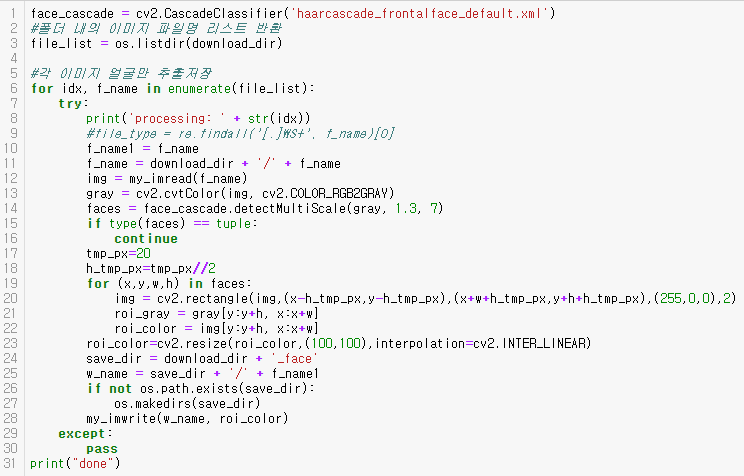 1 face_cascade = cv2.CascadeClassifier('haarcascade_frontalface_default.xml')
2 #폴더 내의 이미지 파일명 리스트 반환
3 file_list = os.listdir(download_dir)
4
5 #각 이미지 얼굴만 추출저장
6 for idx, f_name in enumerate(file_list):
7     try:
8         print('processing: ' + str(idx))
9         #file_type = re.findall('[.]₩S+', f_name)[0]
10         f_name1 = f_name
11         f_name = download_dir + '/' + f_name
12         img = my_imread(f_name)
13         gray = cv2.cvtColor(img, cv2.COLOR_RGB2GRAY)
14         faces = face_cascade.detectMultiScale(gray, 1.3, 7)
15         if type(faces) == tuple:
16             continue
17         tmp_px=20
18         h_tmp_px=tmp_px//2
19         for (x,y,w,h) in faces:
20             img = cv2.rectangle(img,(x-h_tmp_px,y-h_tmp_px),(x+w+h_tmp_px,y+h+h_tmp_px),(255,0,0),2)
21             roi_gray = gray[y:y+h, x:x+w]
22             roi_color = img[y:y+h, x:x+w]
23         roi_color=cv2.resize(roi_color,(100,100),interpolation=cv2.INTER_LINEAR)
24         save_dir = download_dir + '_face'
25         w_name = save_dir + '/' + f_name1
26         if not os.path.exists(save_dir):
27             os.makedirs(save_dir)
28         my_imwrite(w_name, roi_color)
29     except:
30         pass
31 print("done")